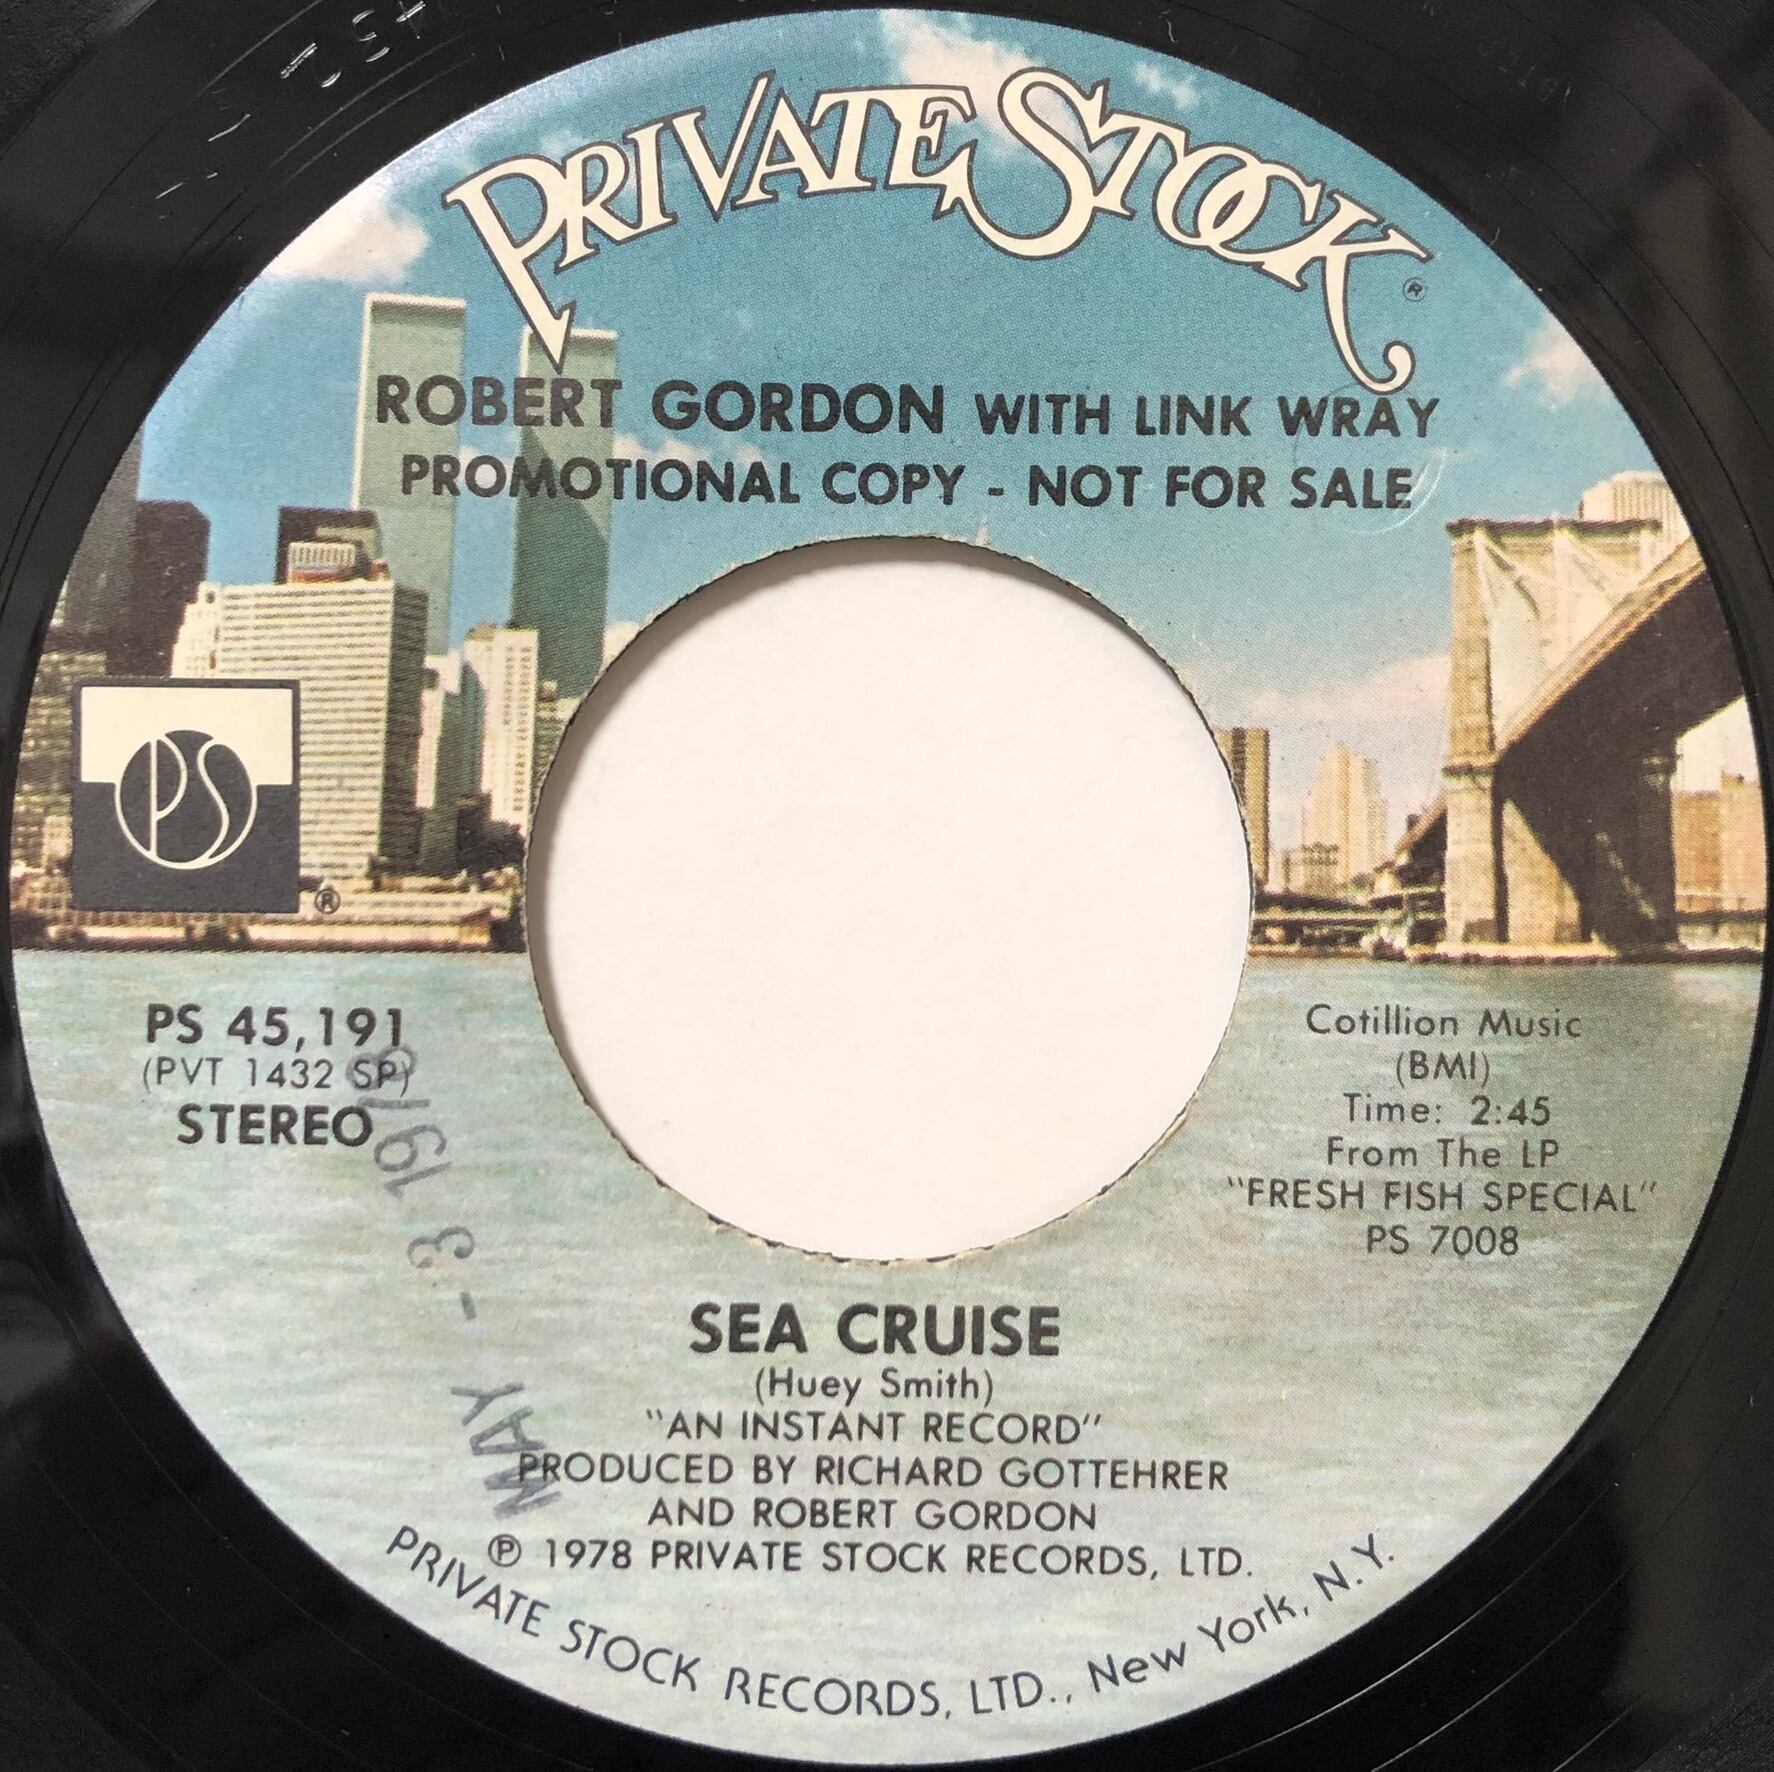 PRIVATE STOCK ®
ROBERT GORDON WITH LINK WRAY
PROMOTIONAL COPY - NOT FOR SALE
PS
®
PS 45,191
(PVT 1432 SP)
STEREO
MAY - 3 1978
Cotillion Music
(BMI)
Time: 2:45
From The LP
"FRESH FISH SPECIAL"
PS 7008
SEA CRUISE
(Huey Smith)
"AN INSTANT RECORD"
PRODUCED BY RICHARD GOTTEHRER
AND ROBERT GORDON
℗ 1978 PRIVATE STOCK RECORDS, LTD.
PRIVATE STOCK RECORDS, LTD., New York, N.Y.